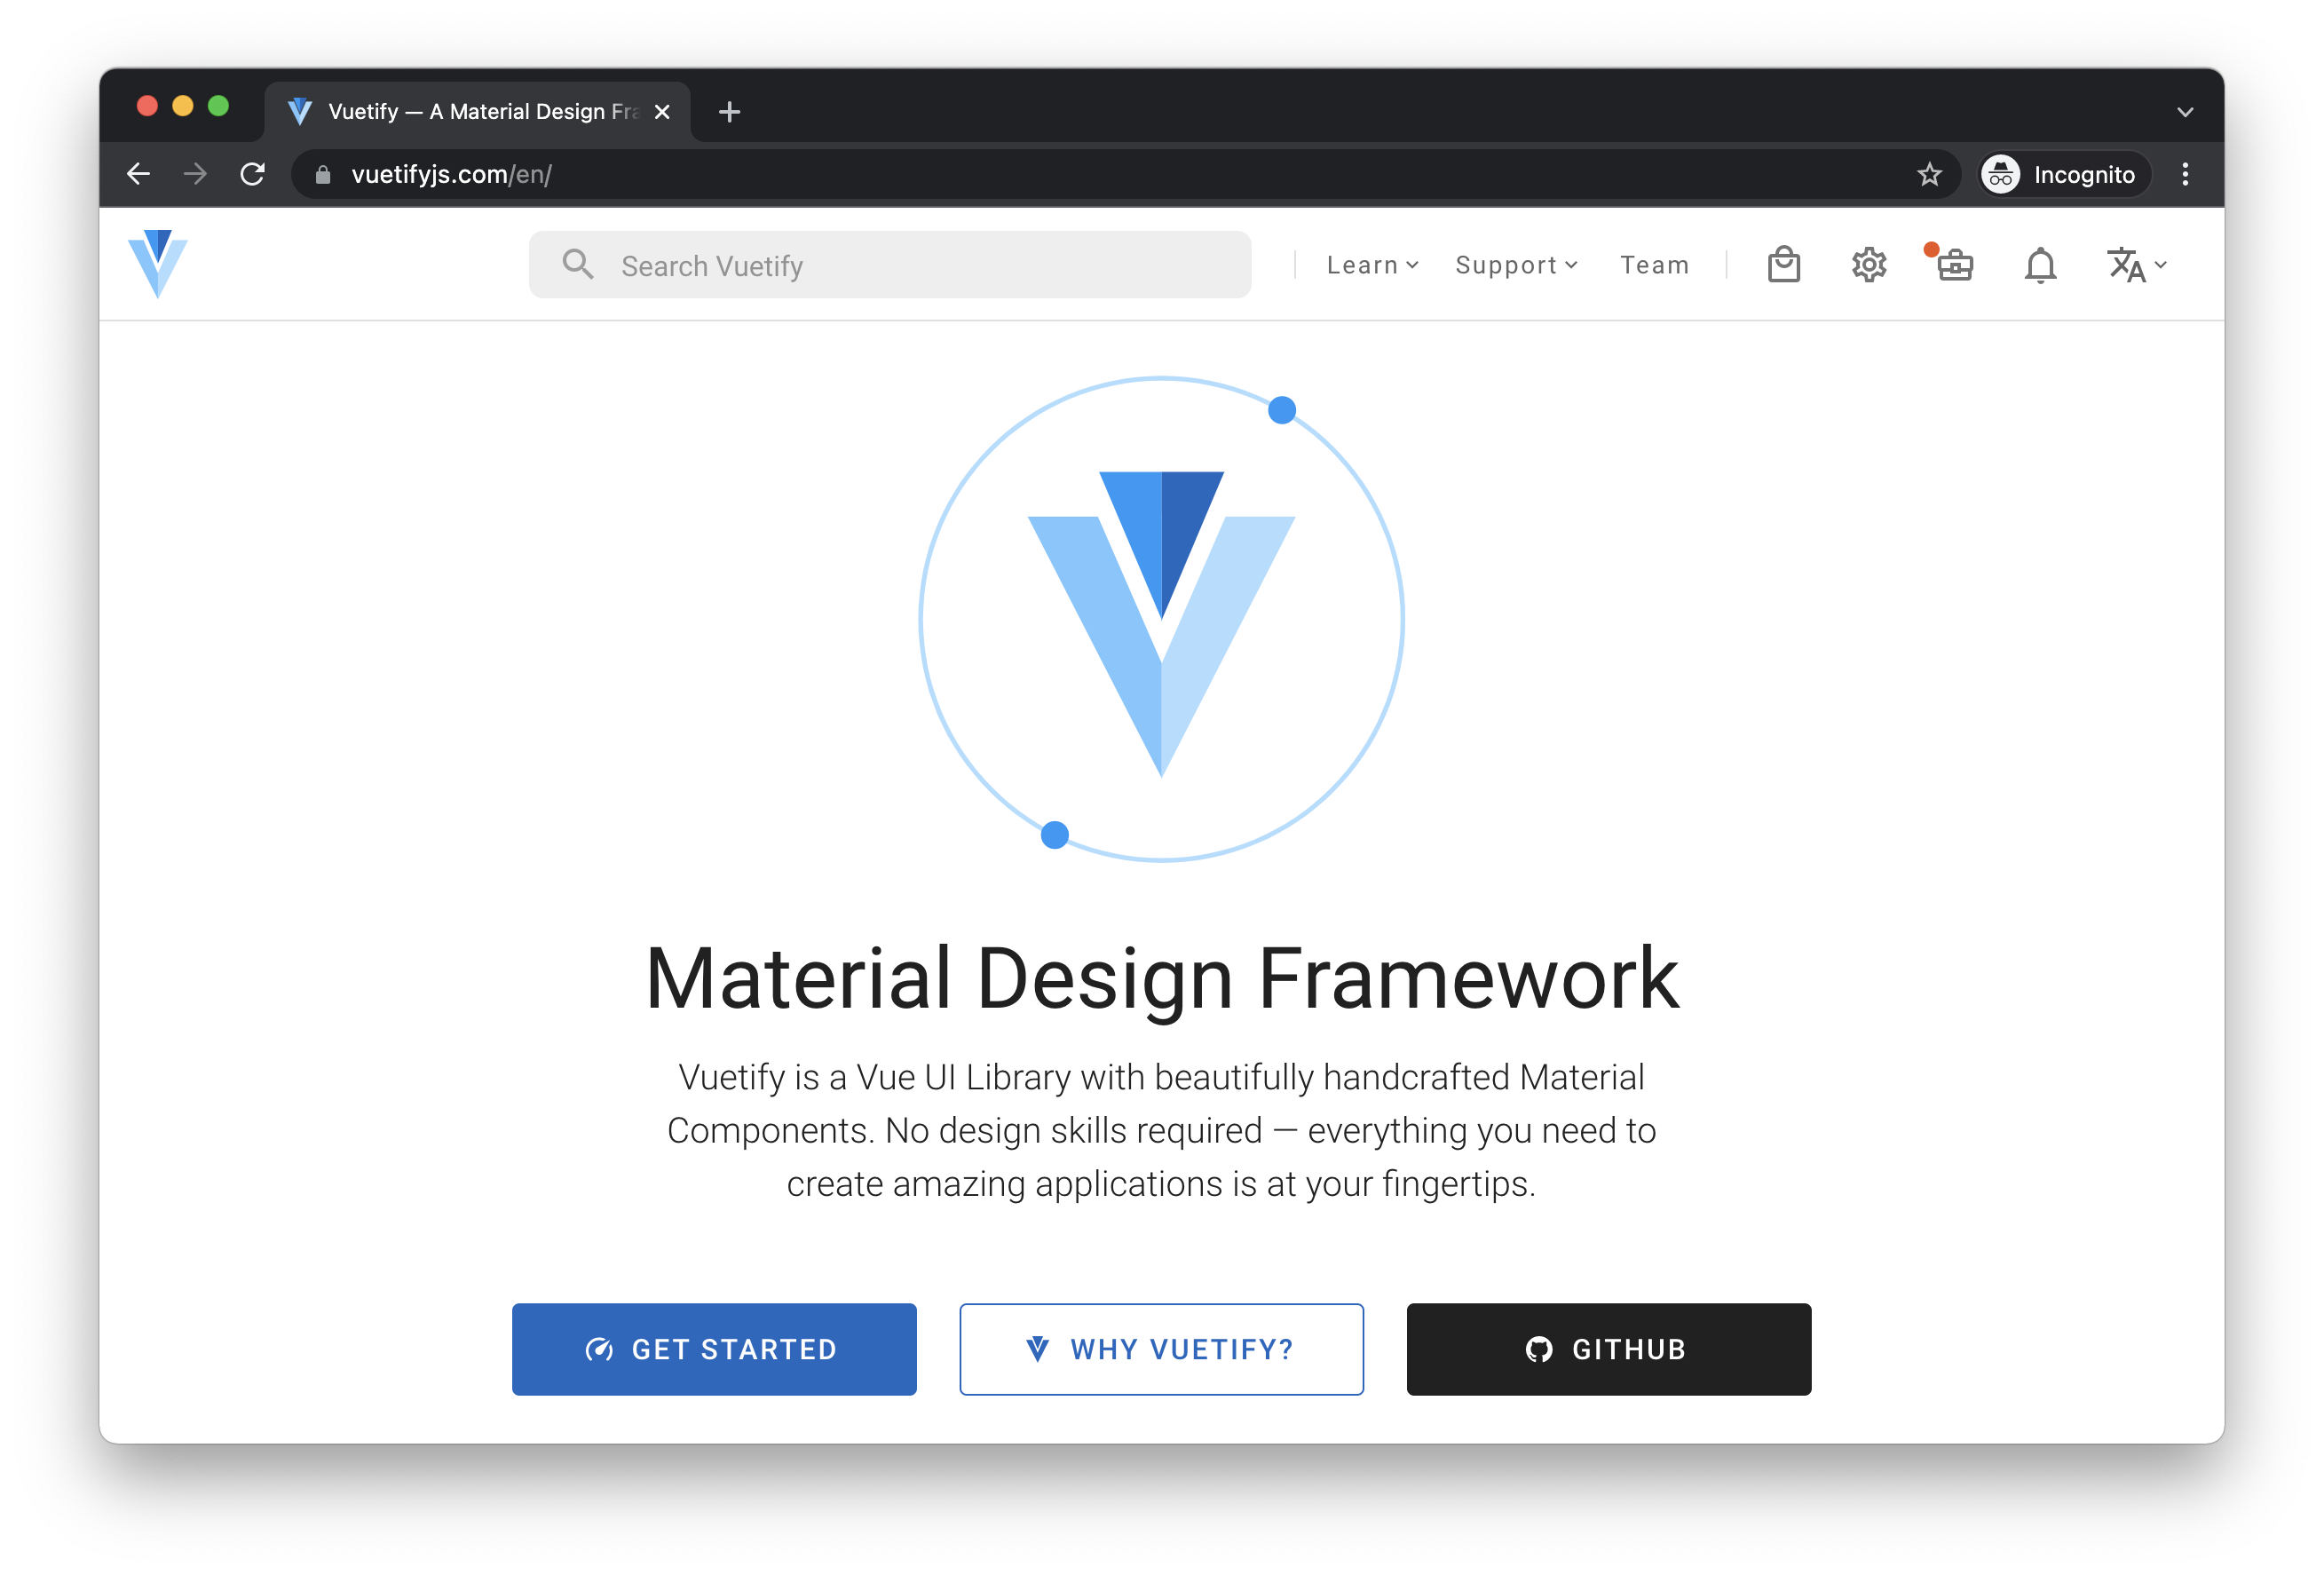 Vuetify — A Material Design Fra
vuetifyjs.com/en/
Incognito
Search Vuetify
Learn
Support
Team
Material Design Framework
Vuetify is a Vue UI Library with beautifully handcrafted Material
Components. No design skills required — everything you need to
create amazing applications is at your fingertips.
GET STARTED
WHY VUETIFY?
GITHUB